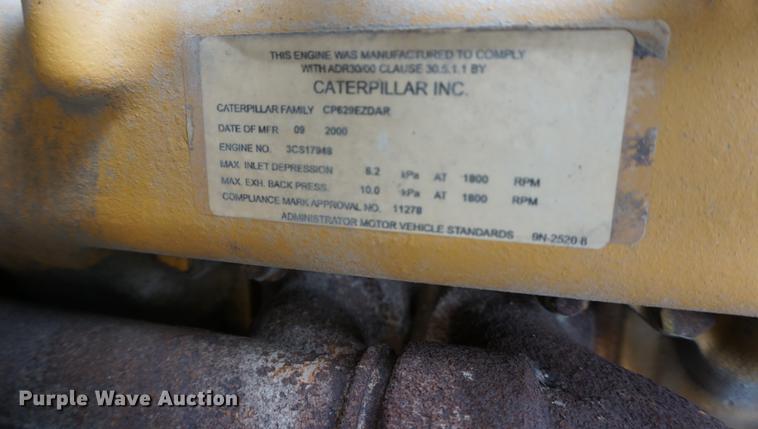 THIS ENGINE WAS MANUFACTURED TO COMPLY
WITH ADR30/00 CLAUSE 30.5.1.1 BY
CATERPILLAR INC.
CATERPILLAR FAMILY CP629EZDAR
DATE OF MFR 09 2000
ENGINE NO. 3CS17948
MAX. INLET DEPRESSION 6.2 kPa AT 1800 RPM
MAX. EXH. BACK PRESS. 10.0 kPa AT 1800 RPM
COMPLIANCE MARK APPROVAL NO. 11278
ADMINISTRATOR MOTOR VEHICLE STANDARDS 9N-2520 8
Purple Wave Auction